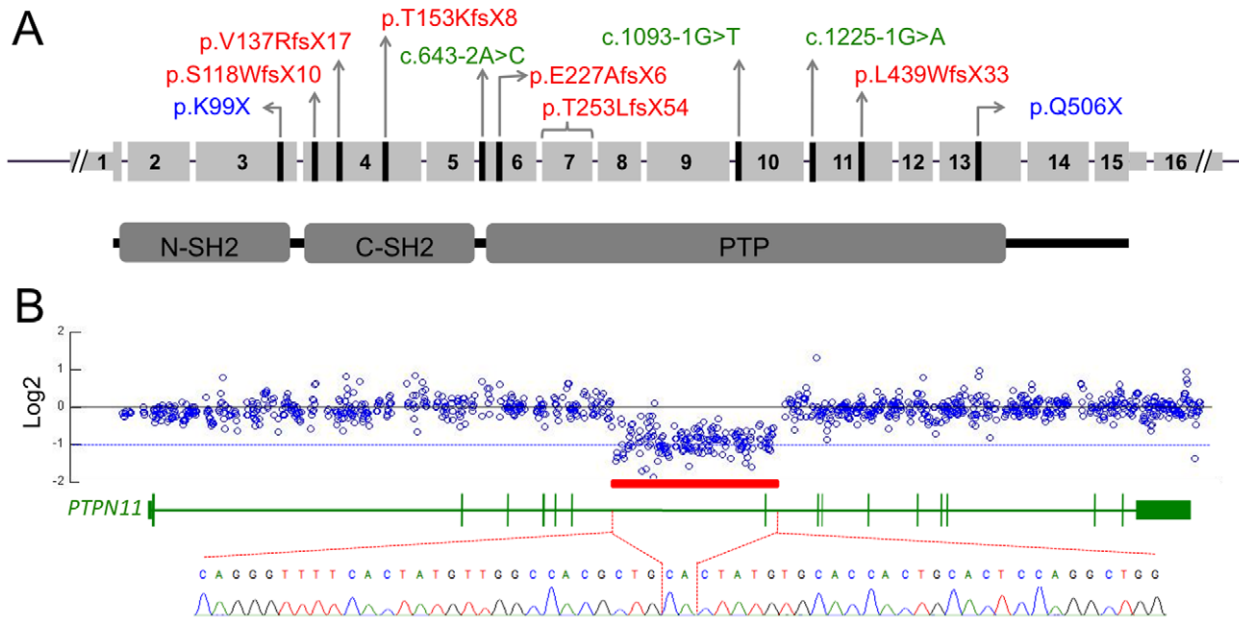 A
p.T153KfsX8
p.V137RfsX17
c.643-2A>C
c.1093-1G>T
c.1225-1G>A
p.S118WfsX10
p.E227AfsX6
p.L439WfsX33
p.K99X
p.T253LfsX54
p.Q506X
// 1 2 3 4 5 6 7 8 9 10 11 12 13 14 15 16 //
N-SH2 C-SH2 PTP
B
Log2
2
1
0
-1
-2
PTPN11
CAGGGTTTTCACTATGTTGGCCACGCTGCACTATGTGCACCACTGCACTCCAGGCTGG